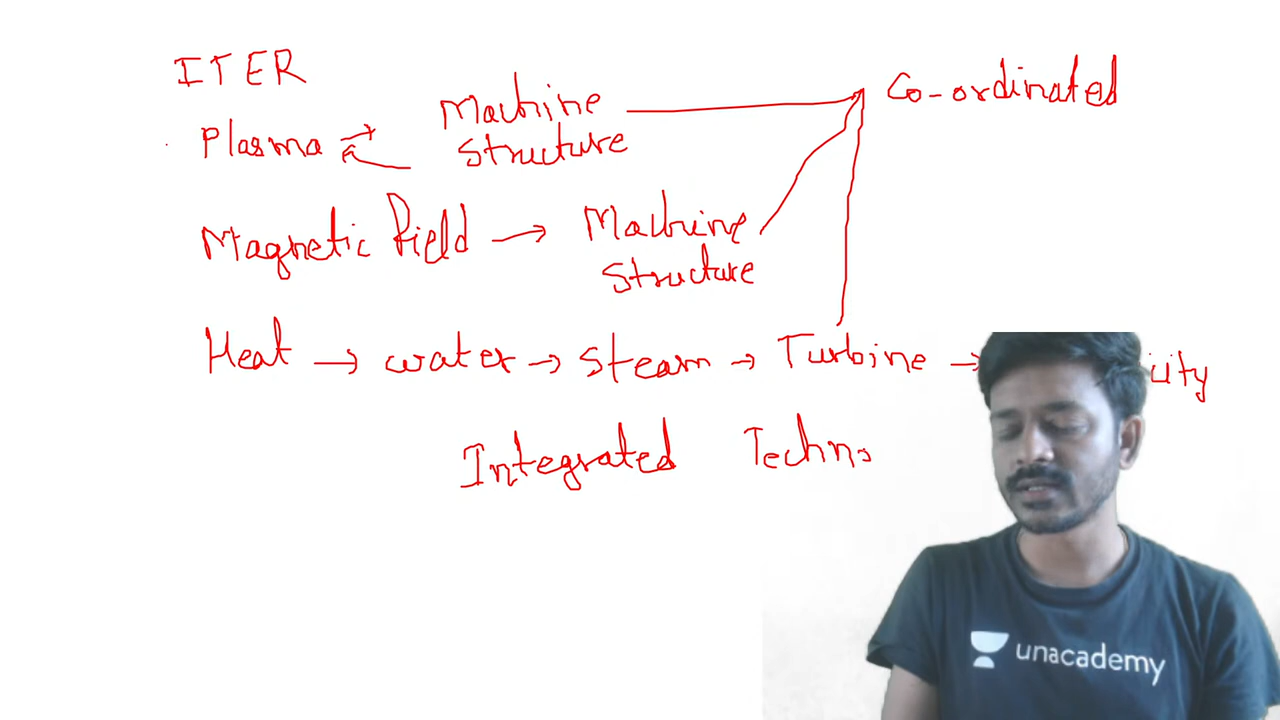 ITER
Machine Structure
Co-ordinated
Plasma ⇄
Magnetic field → Machine Structure
Heat → water → steam → Turbine →
Integrated Techno
unacademy